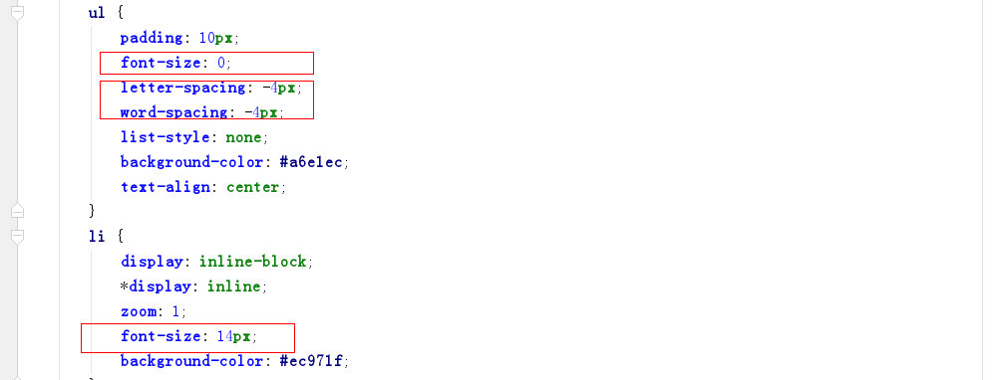 ul {
padding: 10px;
font-size: 0;
letter-spacing: -4px;
word-spacing: -4px;
list-style: none;
background-color: #a6e1ec;
text-align: center;
}
li {
display: inline-block;
*display: inline;
zoom: 1;
font-size: 14px;
background-color: #ec971f;